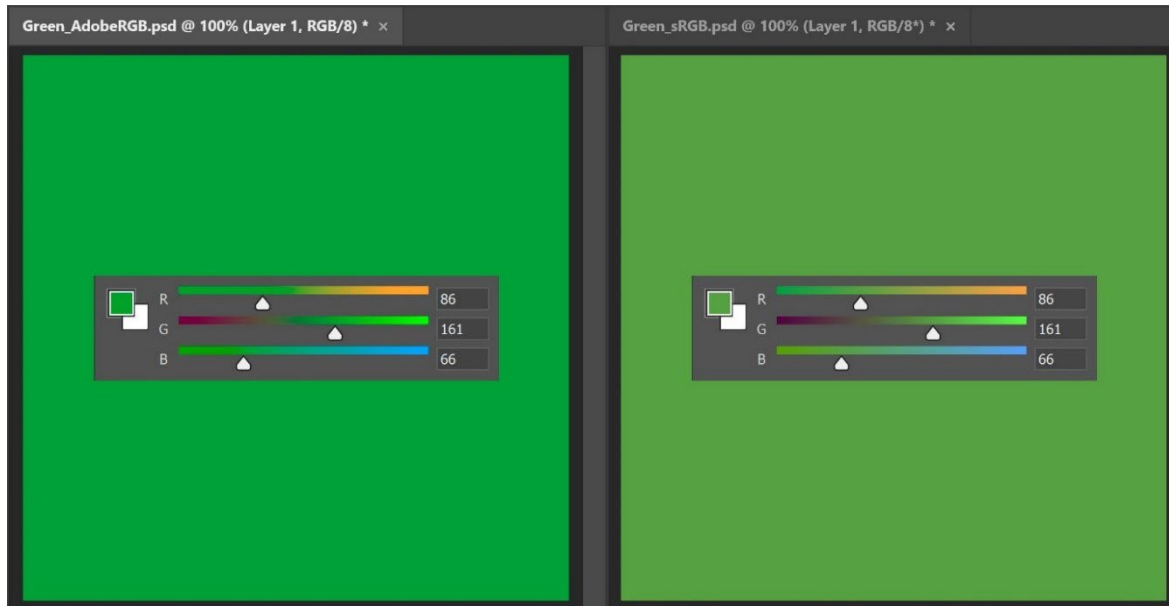 Green_AdobeRGB.psd @ 100% (Layer 1, RGB/8) * ×
Green_sRGB.psd @ 100% (Layer 1, RGB/8*) * ×
R 86
G 161
B 66
R 86
G 161
B 66